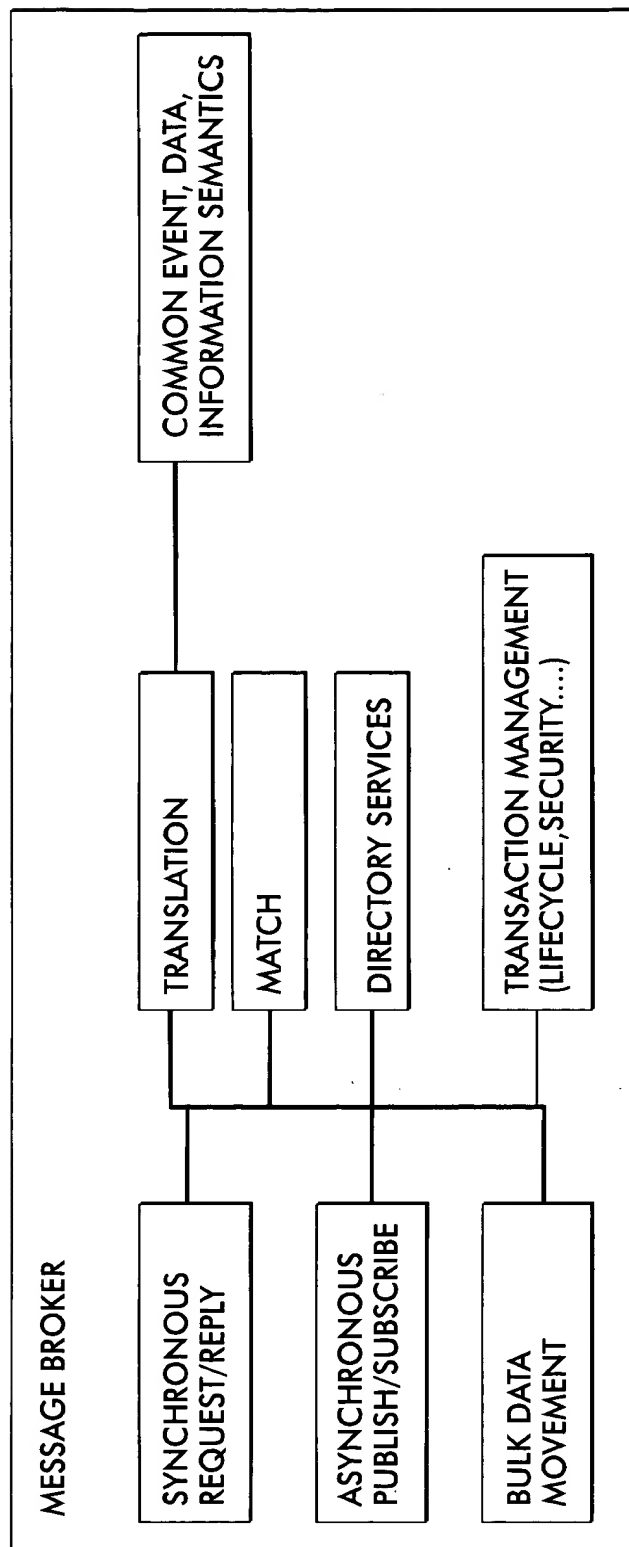 MESSAGE BROKER
SYNCHRONOUS
REQUEST/REPLY
ASYNCHRONOUS
PUBLISH/SUBSCRIBE
BULK DATA
MOVEMENT
TRANSLATION
MATCH
DIRECTORY SERVICES
TRANSACTION MANAGEMENT
(LIFECYCLE,SECURITY....)
COMMON EVENT, DATA,
INFORMATION SEMANTICS